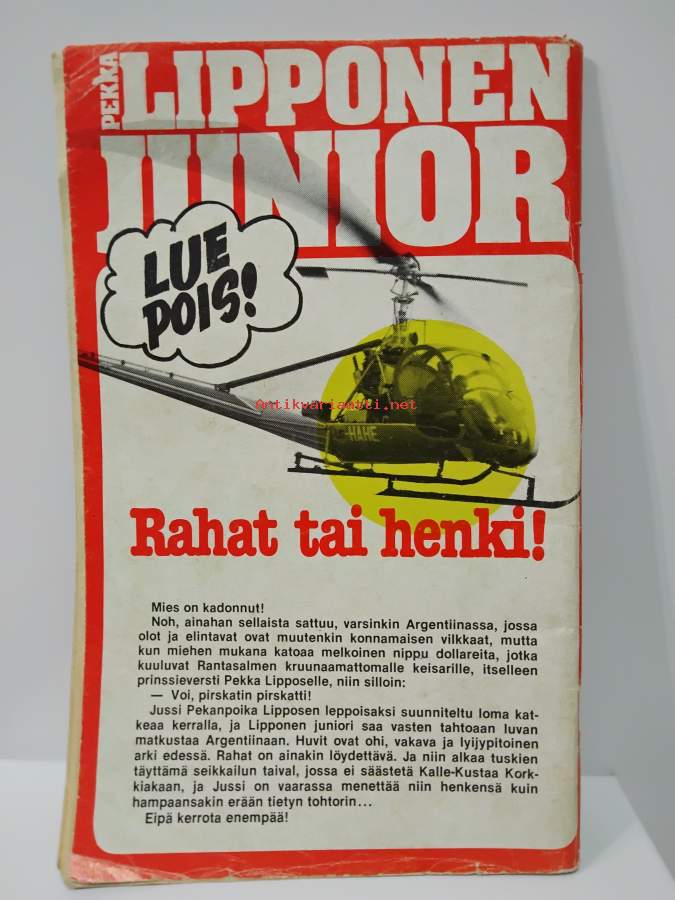 PEKKA
LIPPONEN
JUNIOR
LUE
POIS!
Antikvariaatti.net
-HAHE
Rahat tai henki!
Mies on kadonnut!
Noh, ainahan sellaista sattuu, varsinkin Argentiinassa, jossa
olot ja elintavat ovat muutenkin konnamaisen vilkkaat, mutta
kun miehen mukana katoaa melkoinen nippu dollareita, jotka
kuuluvat Rantasalmen kruunaamattomalle keisarille, itselleen
prinssieversti Pekka Lipposelle, niin silloin:
— Voi, pirskatin pirskatti!
Jussi Pekanpoika Lipposen leppoisaksi suunniteltu loma kat-
keaa kerralla, ja Lipponen juniori saa vasten tahtoaan luvan
matkustaa Argentiinaan. Huvit ovat ohi, vakava ja lyijypitoinen
arki edessä. Rahat on ainakin löydettävä. Ja niin alkaa tuskien
täyttämä seikkailun taival, jossa ei säästetä Kalle-Kustaa Kork-
kiakaan, ja Jussi on vaarassa menettää niin henkensä kuin
hampaansakin erään tietyn tohtorin...
Eipä kerrota enempää!